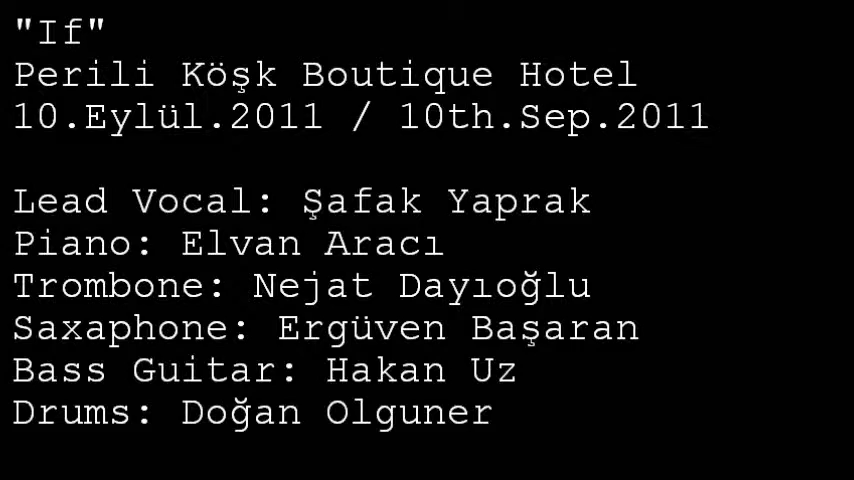 "If"
Perili Köşk Boutique Hotel
10.Eylül.2011 / 10th.Sep.2011
Lead Vocal: Şafak Yaprak
Piano: Elvan Aracı
Trombone: Nejat Dayıoğlu
Saxaphone: Ergüven Başaran
Bass Guitar: Hakan Uz
Drums: Doğan Olguner